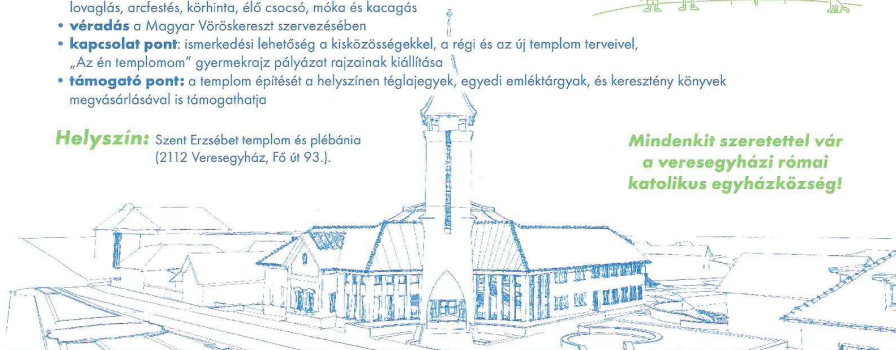 lovaglás, arcfestés, körhinta, élő csocsó, móka és kacagás
• véradás a Magyar Vöröskereszt szervezésében
• kapcsolat pont: ismerkedési lehetőség a kisközösségekkel, a régi és az új templom terveivel,
„Az én templomom” gyermekrajz pályázat rajzainak kiállítása
• támogató pont: a templom építését a helyszínen téglajegyek, egyedi emléktárgyak, és keresztény könyvek
megvásárlásával is támogathatja
Helyszín: Szent Erzsébet templom és plébánia
(2112 Veresegyház, Fő út 93.).
Mindenkit szeretettel vár
a veresegyházi római
katolikus egyházközség!